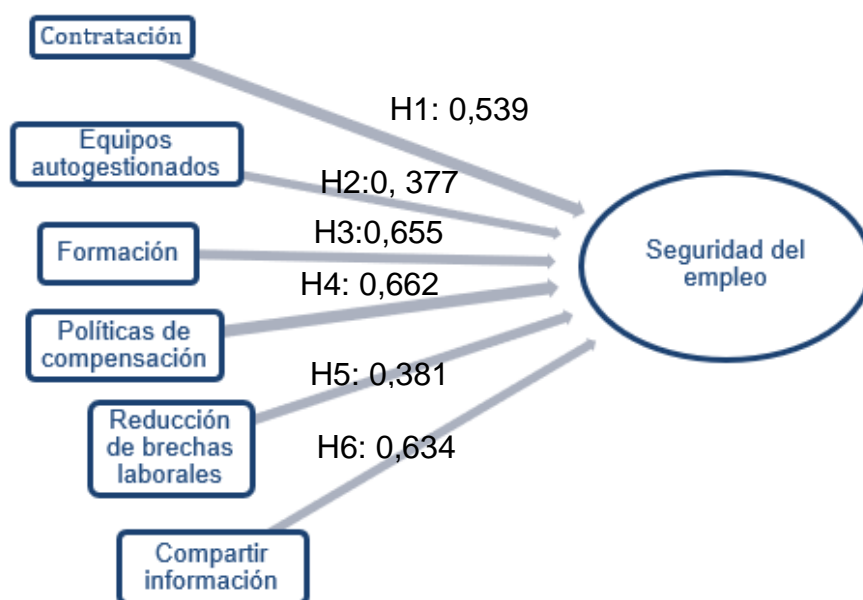 Contratación
H1: 0,539
Equipos
autogestionados
H2:0, 377
H3:0,655
Formación
Seguridad del
empleo
H4: 0,662
Políticas de
compensación
H5: 0,381
Reducción
de brechas
laborales
H6: 0,634
Compartir
información